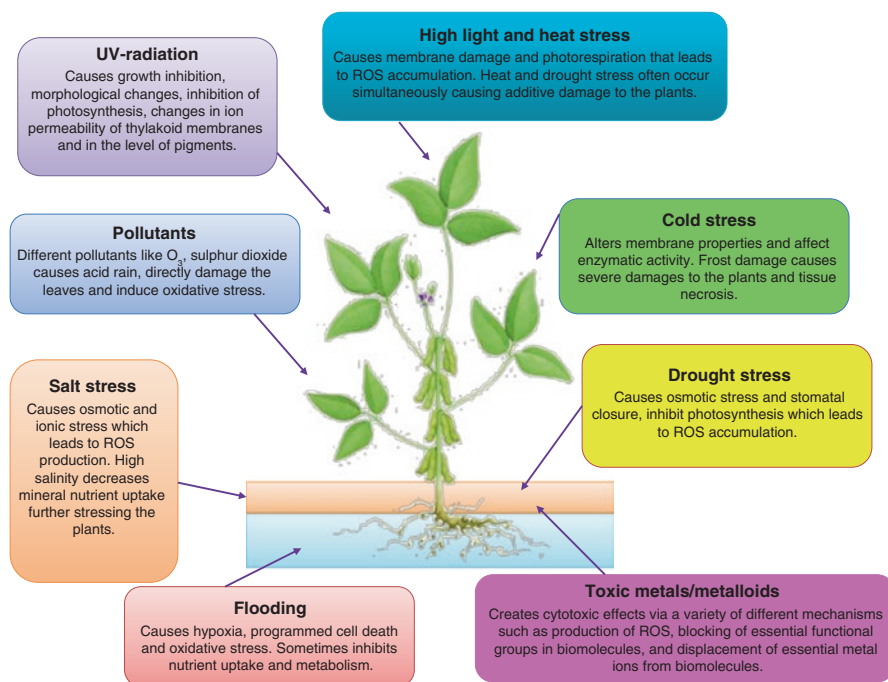 High light and heat stress
Causes membrane damage and photorespiration that leads
to ROS accumulation. Heat and drought stress often occur
simultaneously causing additive damage to the plants.
UV-radiation
Causes growth inhibition,
morphological changes, inhibition of
photosynthesis, changes in ion
permeability of thylakoid membranes
and in the level of pigments.
Pollutants
Different pollutants like O₃, sulphur dioxide
causes acid rain, directly damage the
leaves and induce oxidative stress.
Cold stress
Alters membrane properties and affect
enzymatic activity. Frost damage causes
severe damages to the plants and tissue
necrosis.
Salt stress
Causes osmotic and
ionic stress which
leads to ROS
production. High
salinity decreases
mineral nutrient uptake
further stressing the
plants.
Drought stress
Causes osmotic stress and stomatal
closure, inhibit photosynthesis which leads
to ROS accumulation.
Flooding
Causes hypoxia, programmed cell death
and oxidative stress. Sometimes inhibits
nutrient uptake and metabolism.
Toxic metals/metalloids
Creates cytotoxic effects via a variety of different mechanisms
such as production of ROS, blocking of essential functional
groups in biomolecules, and displacement of essential metal
ions from biomolecules.